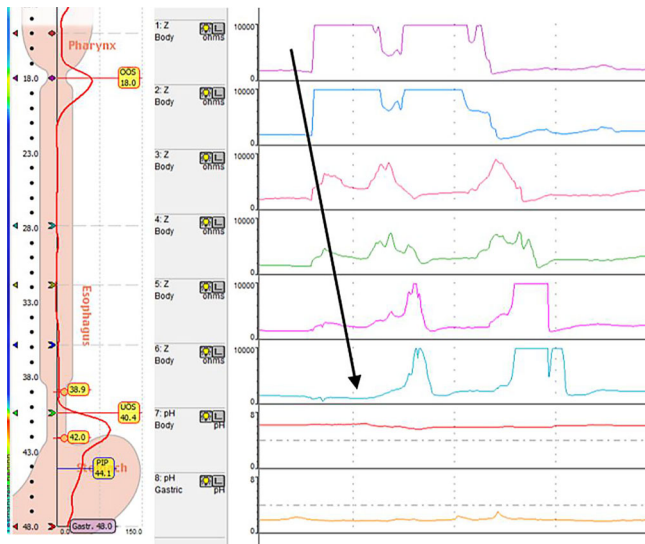 Pharynx
OOS
18.0
18.0
23.0
28.0
33.0
Esophagus
38.0
38.9
UOS
40.4
42.0
43.0
PIP
44.1
Gastr. 48.0
48.0
0.0
150.0
1: Z
Body
ohms
10000
0
2: Z
Body
ohms
10000
0
3: Z
Body
ohms
10000
0
4: Z
Body
ohms
10000
0
5: Z
Body
ohms
10000
0
6: Z
Body
ohms
10000
0
7: pH
Body
pH
8
0
8: pH
Gastric
pH
8
0